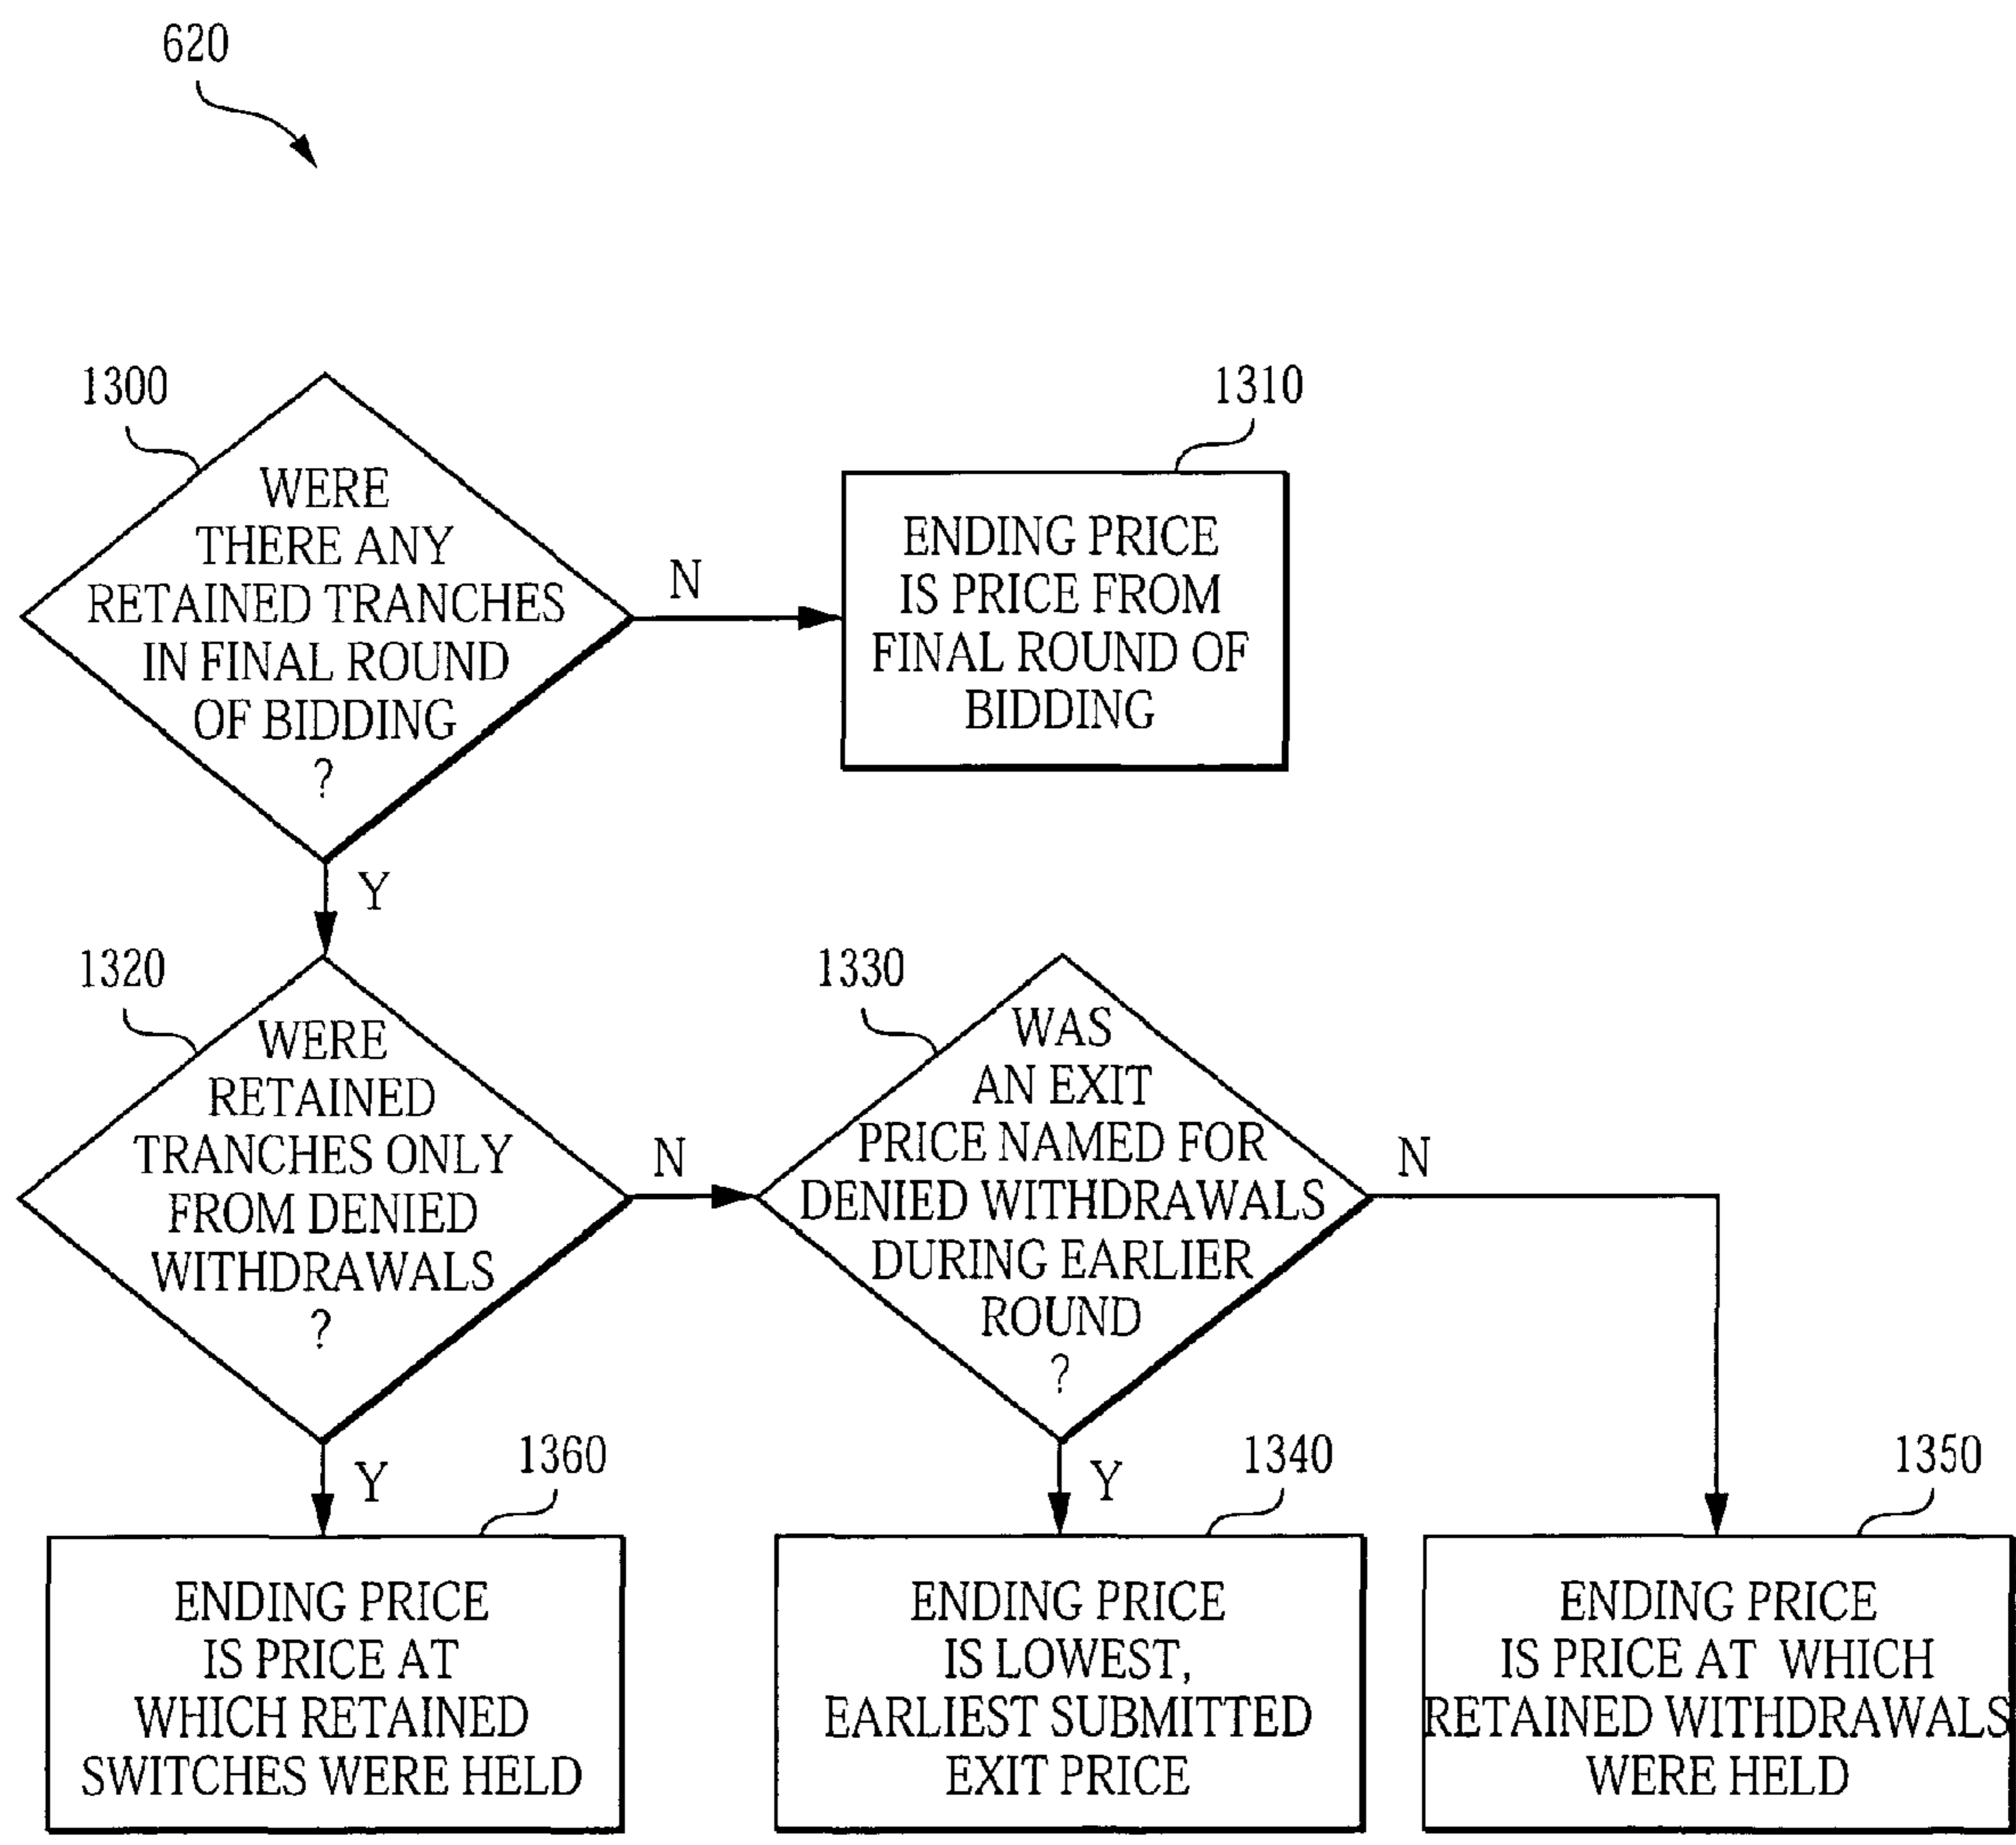 620
1300
WERE
THERE ANY
RETAINED TRANCHES
IN FINAL ROUND
OF BIDDING
?
N
1310
ENDING PRICE
IS PRICE FROM
FINAL ROUND OF
BIDDING
Y
1320
WERE
RETAINED
TRANCHES ONLY
FROM DENIED
WITHDRAWALS
?
N
1330
WAS
AN EXIT
PRICE NAMED FOR
DENIED WITHDRAWALS
DURING EARLIER
ROUND
?
N
Y
1360
ENDING PRICE
IS PRICE AT
WHICH RETAINED
SWITCHES WERE HELD
Y
1340
ENDING PRICE
IS LOWEST,
EARLIEST SUBMITTED
EXIT PRICE
1350
ENDING PRICE
IS PRICE AT WHICH
RETAINED WITHDRAWALS
WERE HELD